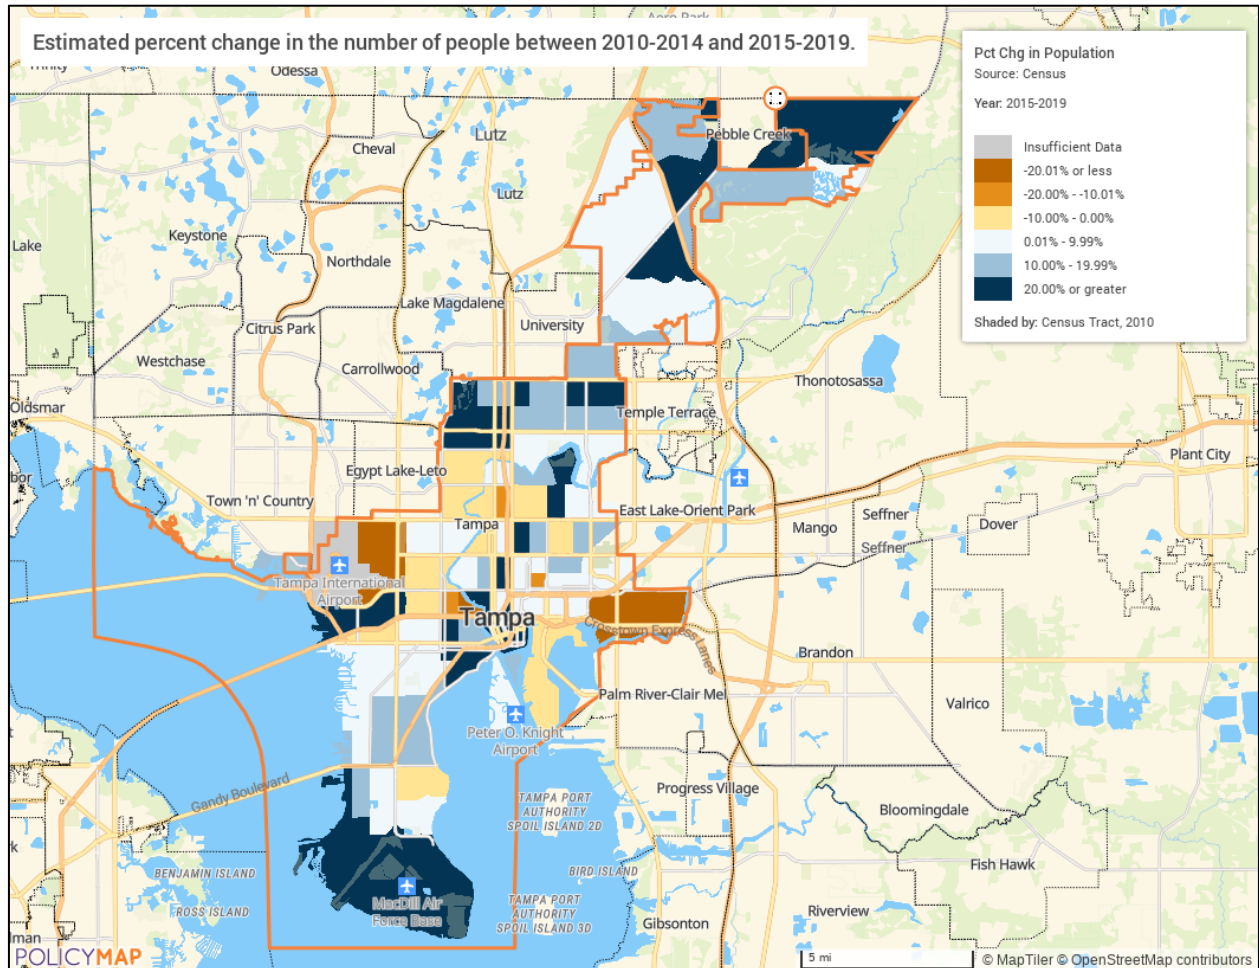 Aero Park
Estimated percent change in the number of people between 2010-2014 and 2015-2019.
Trinity
Odessa
Pct Chg in Population
Source: Census
Year: 2015-2019
Insufficient Data
-20.01% or less
-20.00% - -10.01%
-10.00% - 0.00%
0.01% - 9.99%
10.00% - 19.99%
20.00% or greater
Shaded by: Census Tract, 2010
Lutz
Pebble Creek
Cheval
Lutz
Keystone
Lake
Northdale
Lake Magdalene
Citrus Park
University
Westchase
Carrollwood
Thonotosassa
Oldsmar
Temple Terrace
Plant City
bor
Egypt Lake-Leto
Town 'n' Country
East Lake-Orient Park
Seffner
Mango
Dover
Tampa
Seffner
Tampa International
Airport
Tampa
Crosstown Express Lanes
Brandon
Palm River-Clair Mel
Valrico
Peter O. Knight
Airport
Gandy Boulevard
Progress Village
TAMPA PORT
AUTHORITY
SPOIL ISLAND 2D
Bloomingdale
Fish Hawk
BENJAMIN ISLAND
BIRD ISLAND
MacDill Air
Force Base
ROSS ISLAND
TAMPA PORT
AUTHORITY
SPOIL ISLAND 3D
Riverview
Gibsonton
lman
POLICYMAP
5 mi
© MapTiler © OpenStreetMap contributors